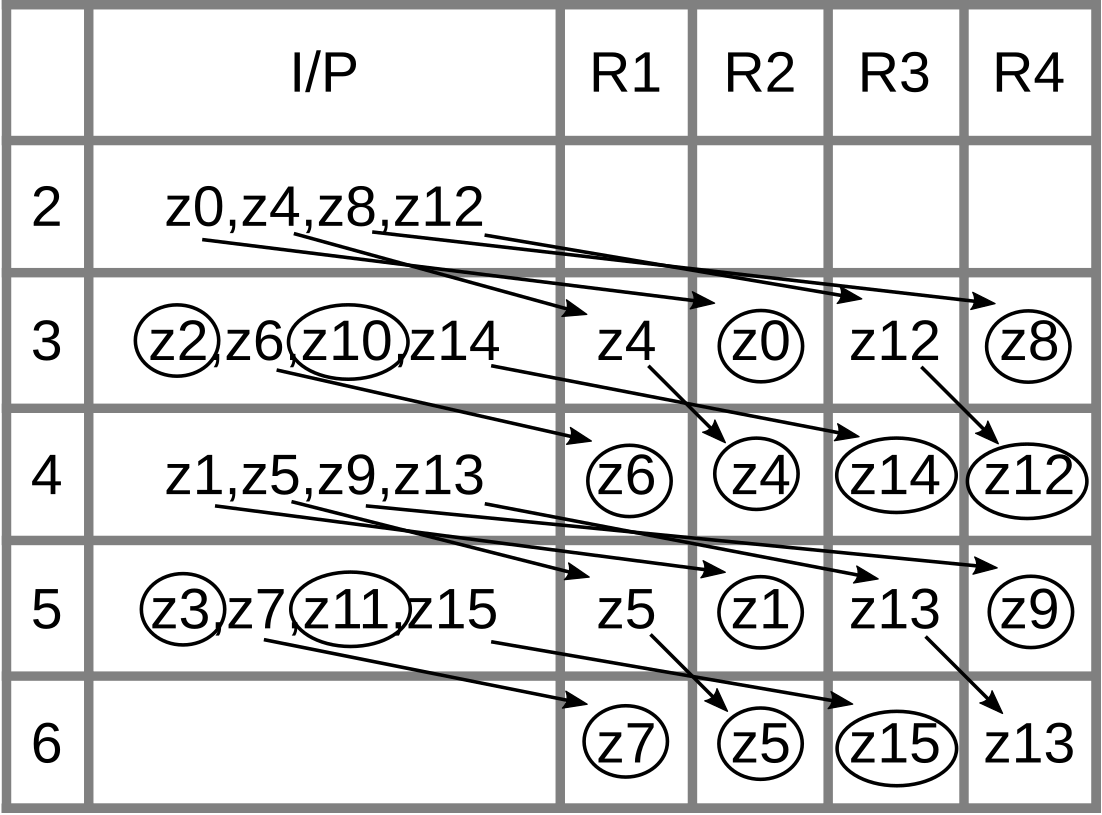 I/P R1 R2 R3 R4
2 z0,z4,z8,z12
3 z2,z6,z10,z14 z4 z0 z12 z8
4 z1,z5,z9,z13 z6 z4 z14 z12
5 z3,z7,z11,z15 z5 z1 z13 z9
6 z7 z5 z15 z13